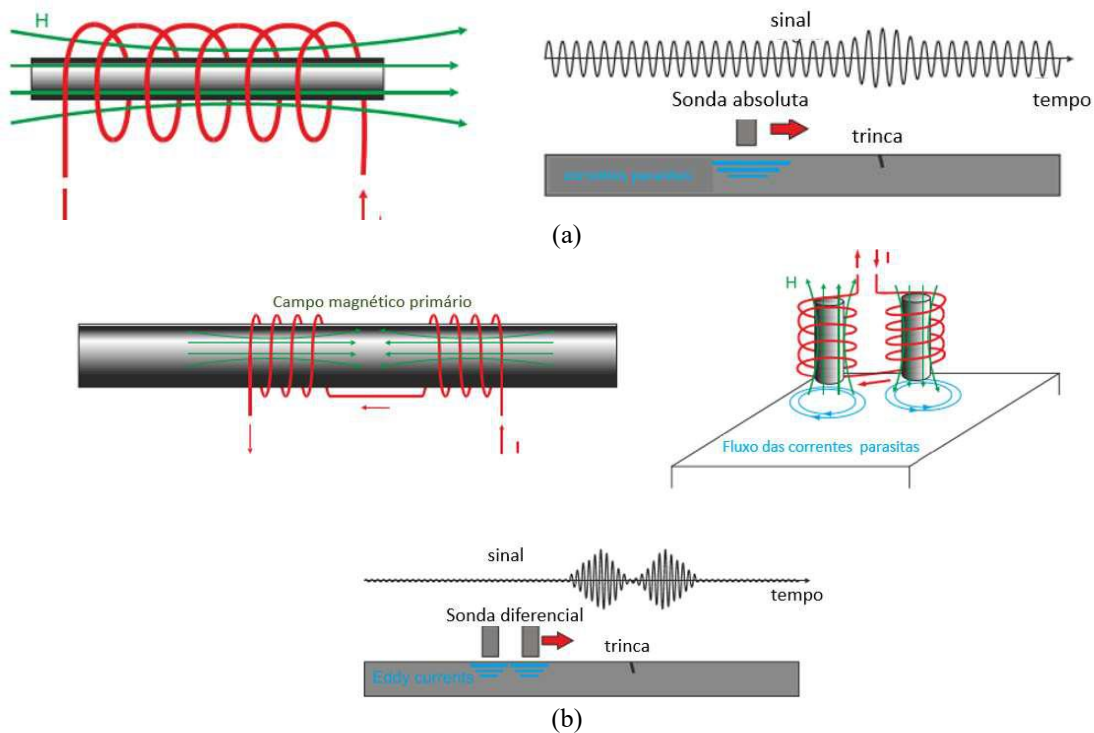 H
sinal
tempo
Sonda absoluta
trinca
correntes parasitas
(a)
Campo magnético primário
I
I
H
Fluxo das correntes parasitas
sinal
tempo
Sonda diferencial
trinca
Eddy currents
(b)